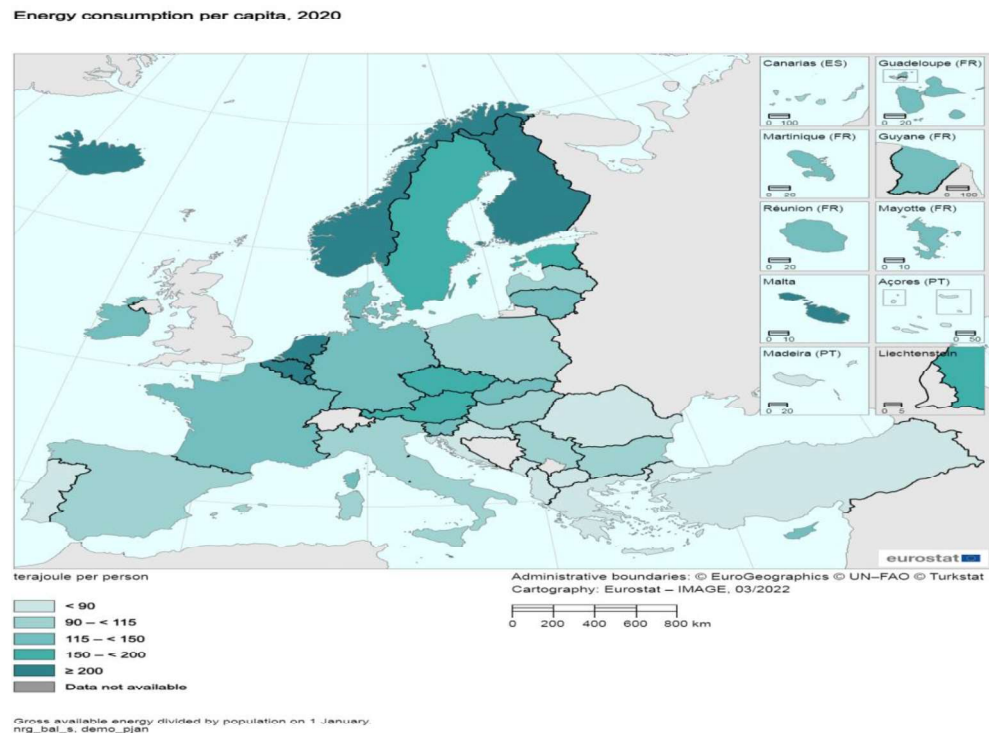 Energy consumption per capita, 2020
Canarias (ES)
0 100
Guadeloupe (FR)
0 20
Martinique (FR)
0 20
Guyane (FR)
0 100
Réunion (FR)
0 20
Mayotte (FR)
0 10
Malta
0 10
Açores (PT)
0 50
Madeira (PT)
0 20
Liechtenstein
0 5
eurostat
terajoule per person
< 90
90 – < 115
115 – < 150
150 – < 200
≥ 200
Data not available
Administrative boundaries: © EuroGeographics © UN–FAO © Turkstat
Cartography: Eurostat – IMAGE, 03/2022
0 200 400 600 800 km
Gross available energy divided by population on 1 January.
nrg_bal_s, demo_pjan